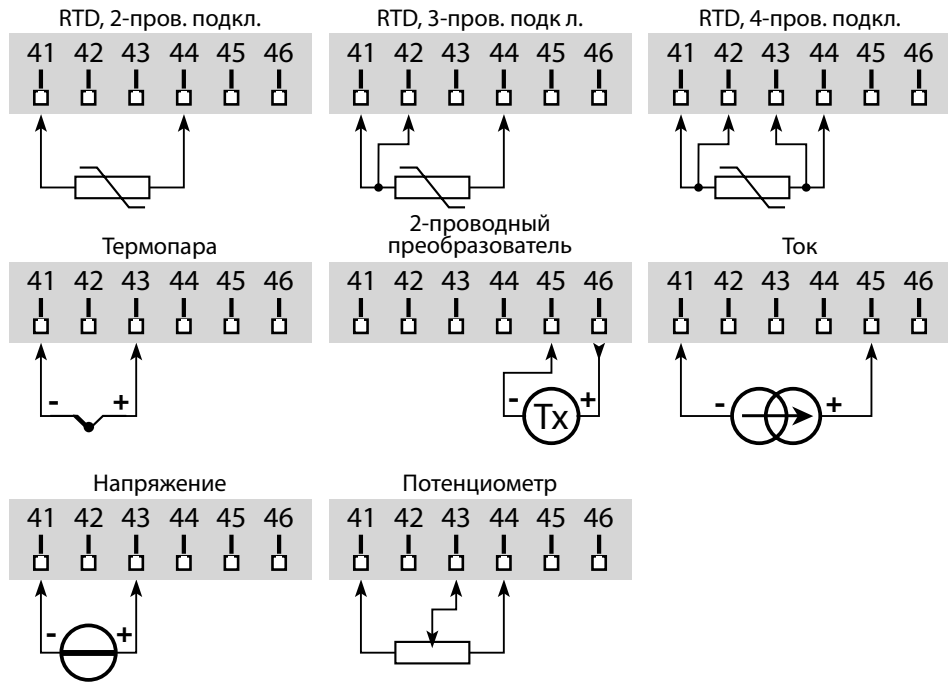 RTD, 2-пров. подкл.
41 42 43 44 45 46
RTD, 3-пров. подк л.
41 42 43 44 45 46
RTD, 4-пров. подкл.
41 42 43 44 45 46
Термопара
41 42 43 44 45 46
- +
2-проводный
преобразователь
41 42 43 44 45 46
- Tx +
Ток
41 42 43 44 45 46
- +
Напряжение
41 42 43 44 45 46
- +
Потенциометр
41 42 43 44 45 46